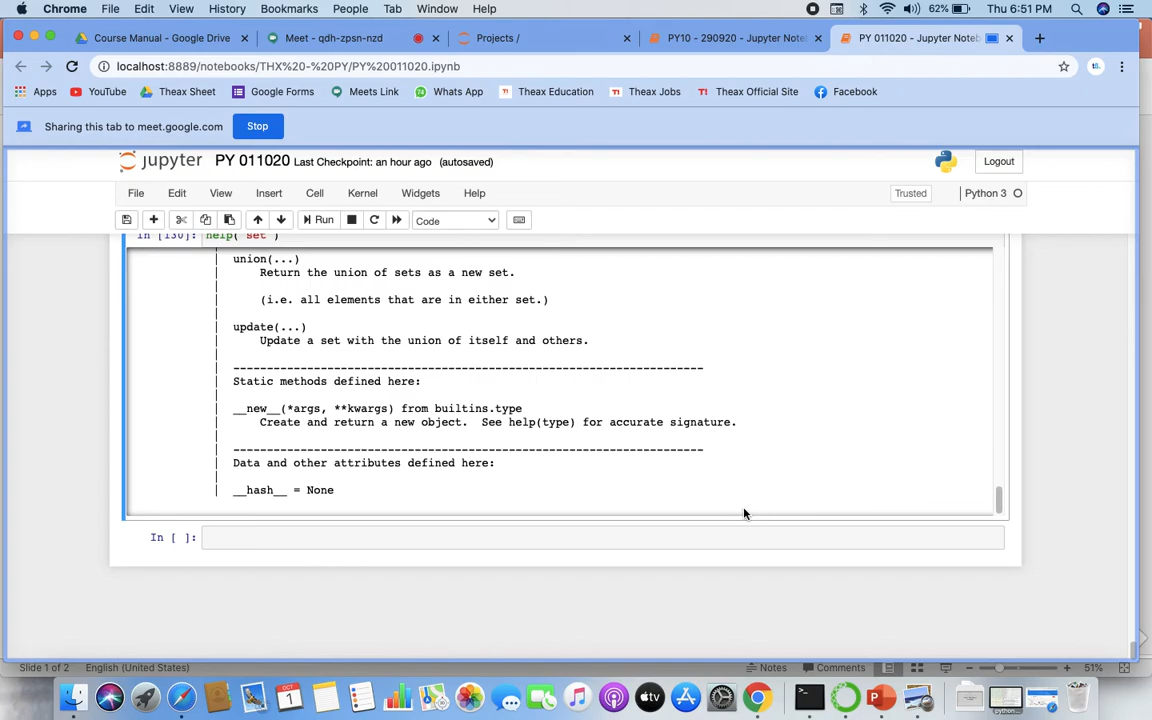 Chrome File Edit View History Bookmarks People Tab Window Help 62% Thu 6:51 PM
Course Manual - Google Drive Meet - qdh-zpsn-nzd Projects / PY10 - 290920 - Jupyter Note PY 011020 - Jupyter Notebo
localhost:8889/notebooks/THX%20-%20PY/PY%20011020.ipynb
Apps YouTube Theax Sheet Google Forms Meets Link Whats App Theax Education Theax Jobs Theax Official Site Facebook
Sharing this tab to meet.google.com Stop
jupyter PY 011020 Last Checkpoint: an hour ago (autosaved) Logout
File Edit View Insert Cell Kernel Widgets Help Trusted Python 3
Run Code
In [130]: help("set")
union(...)
Return the union of sets as a new set.
(i.e. all elements that are in either set.)
update(...)
Update a set with the union of itself and others.
----------------------------------------------------------------------
Static methods defined here:
__new__(*args, **kwargs) from builtins.type
Create and return a new object.  See help(type) for accurate signature.
----------------------------------------------------------------------
Data and other attributes defined here:
__hash__ = None
In [ ]:
Slide 1 of 2 English (United States) Notes Comments 51%